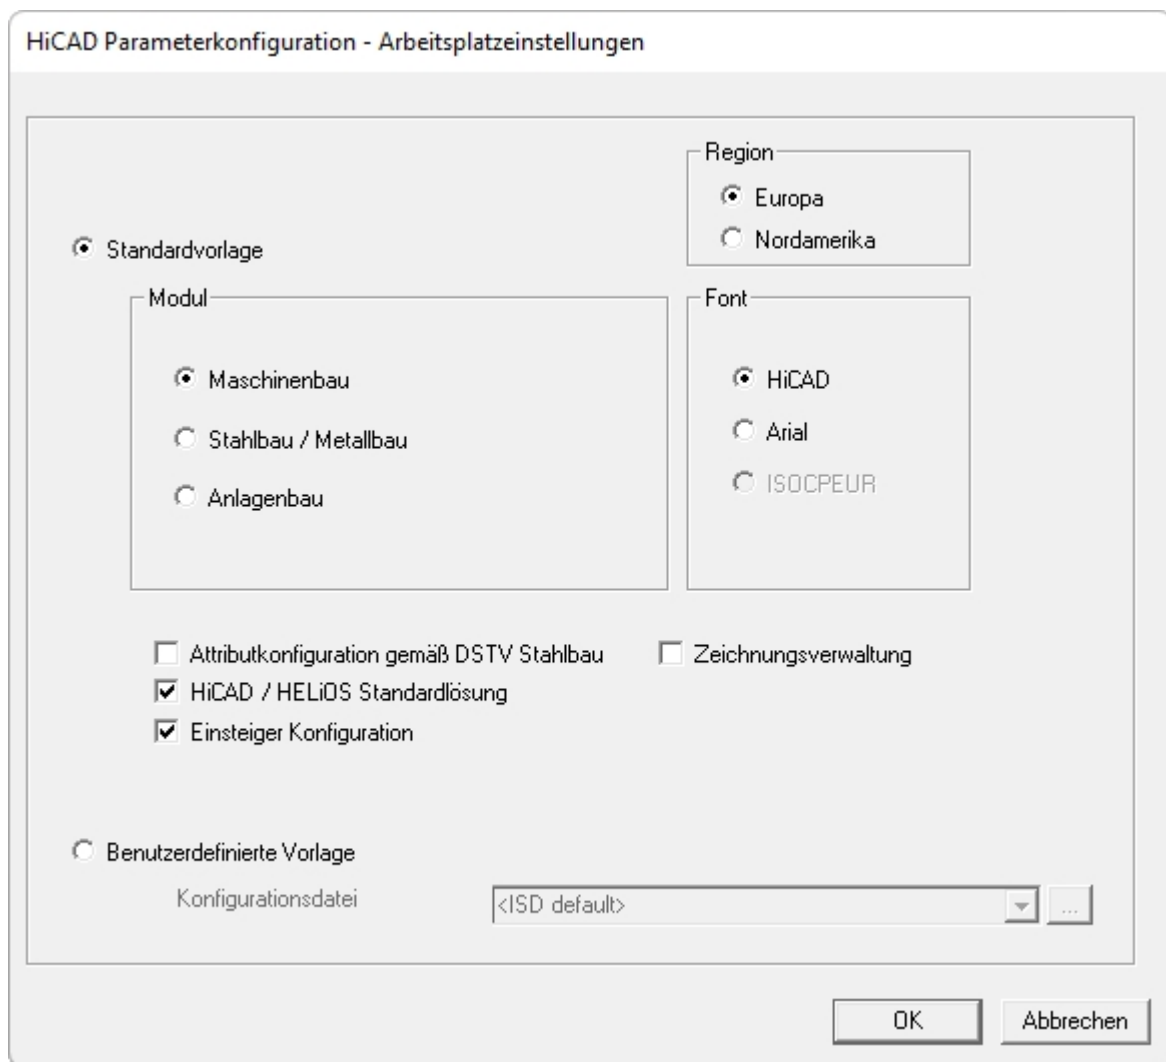 HiCAD Parameterkonfiguration - Arbeitsplatzeinstellungen
Region
Europa
Nordamerika
Standardvorlage
Modul
Maschinenbau
Stahlbau / Metallbau
Anlagenbau
Font
HiCAD
Arial
ISOCPEUR
Attributkonfiguration gemäß DSTV Stahlbau
Zeichnungsverwaltung
HiCAD / HELiOS Standardlösung
Einsteiger Konfiguration
Benutzerdefinierte Vorlage
Konfigurationsdatei
<ISD default>
...
OK
Abbrechen